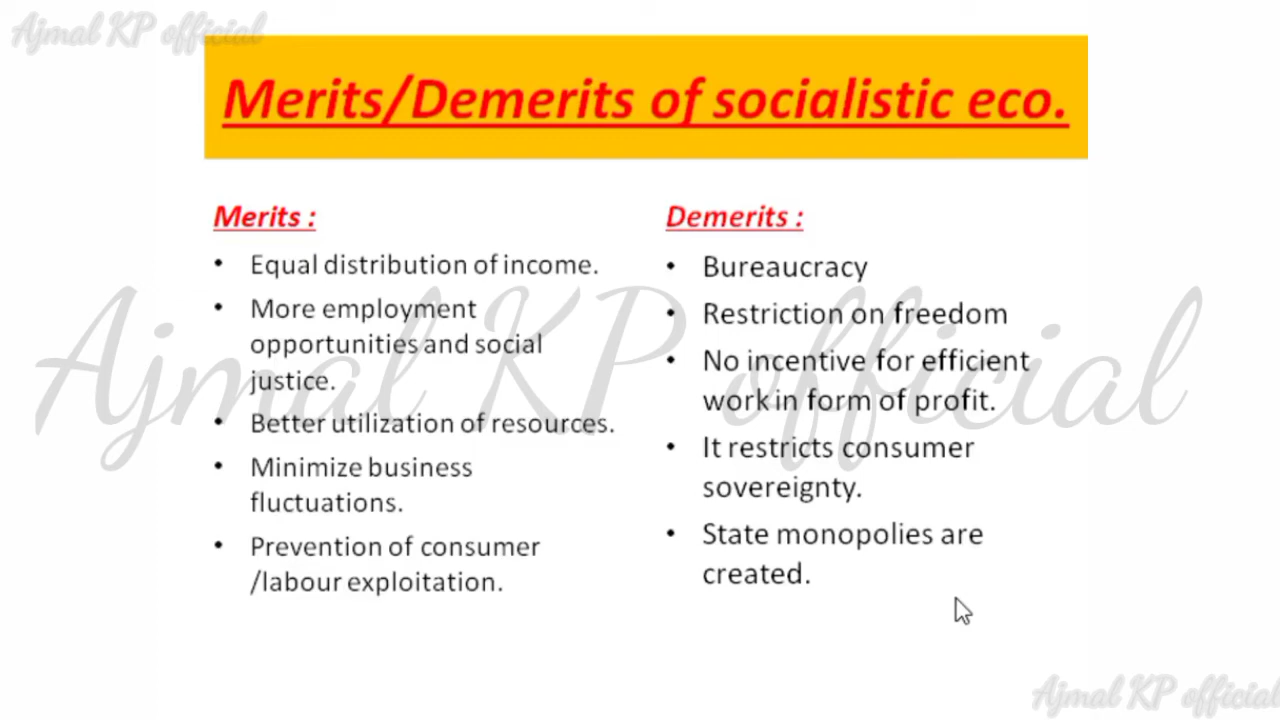 Ajmal KP official
Merits/Demerits of socialistic eco.
Merits :
• Equal distribution of income.
• More employment
opportunities and social
justice.
• Better utilization of resources.
• Minimize business
fluctuations.
• Prevention of consumer
/labour exploitation.
Demerits :
• Bureaucracy
• Restriction on freedom
• No incentive for efficient
work in form of profit.
• It restricts consumer
sovereignty.
• State monopolies are
created.
Ajmal KP official
Ajmal KP official